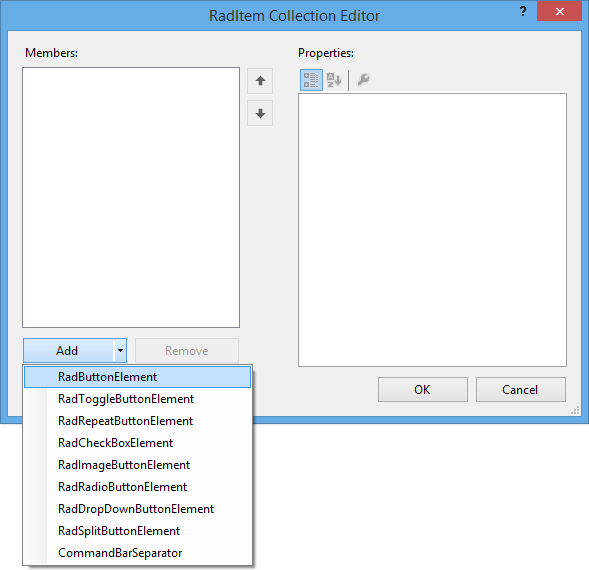 RadItem Collection Editor
?
Members:
Properties:
Add
Remove
RadButtonElement
RadToggleButtonElement
RadRepeatButtonElement
RadCheckBoxElement
RadImageButtonElement
RadRadioButtonElement
RadDropDownButtonElement
RadSplitButtonElement
CommandBarSeparator
OK
Cancel